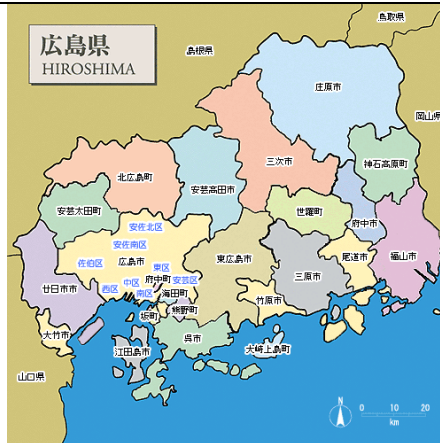 鳥取県
広島県
HIROSHIMA
島根県
庄原市
岡山県
三次市
神石高原町
北広島町
安芸高田市
世羅町
府中市
安芸太田町
安佐北区
安佐南区
佐伯区
広島市
東区
府中町
安芸区
西区
中区
南区
海田町
熊野町
坂町
東広島市
三原市
尾道市
福山市
廿日市市
竹原市
大竹市
江田島市
呉市
大崎上島町
山口県
N
0 10 20
km